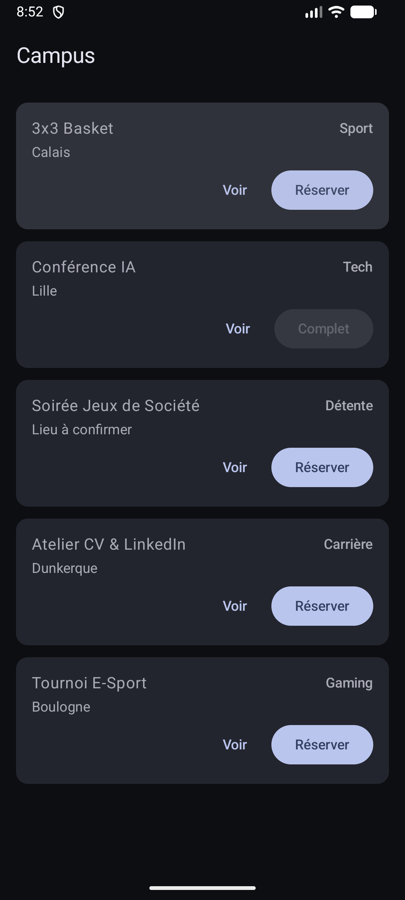 8:52
Campus
3x3 Basket Sport
Calais
Voir Réserver
Conférence IA Tech
Lille
Voir Complet
Soirée Jeux de Société Détente
Lieu à confirmer
Voir Réserver
Atelier CV & LinkedIn Carrière
Dunkerque
Voir Réserver
Tournoi E-Sport Gaming
Boulogne
Voir Réserver